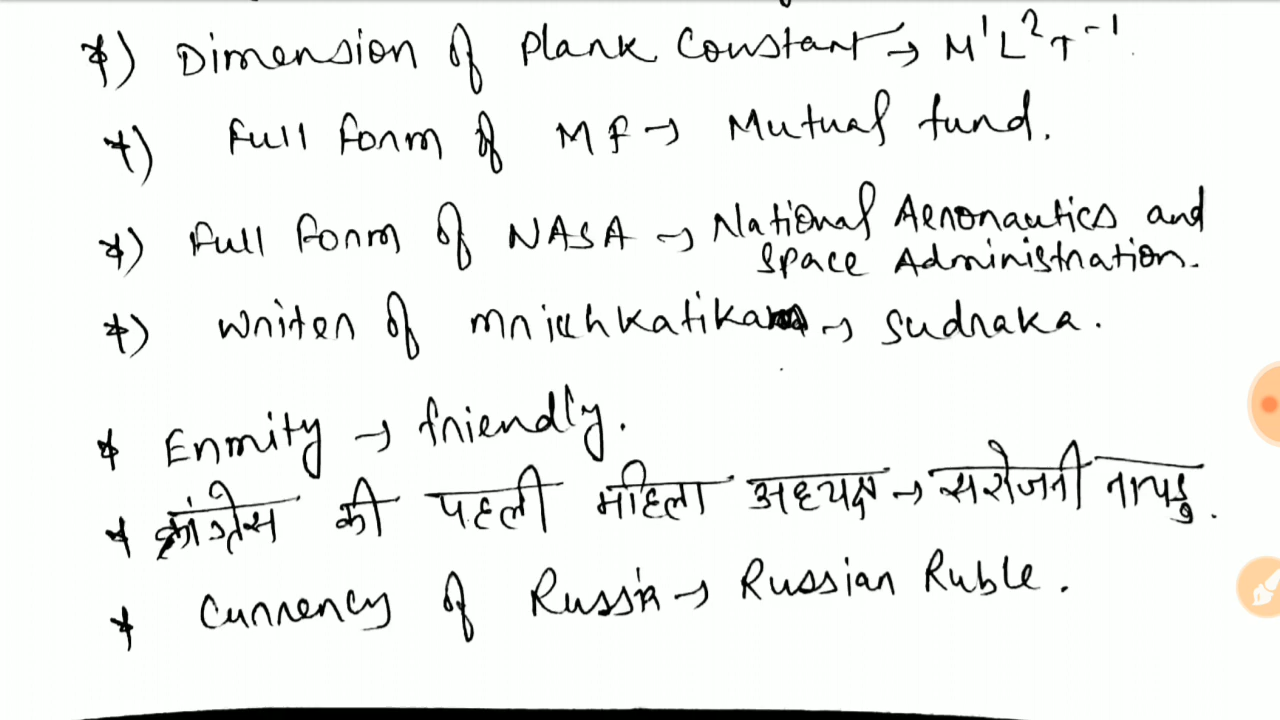 *) Dimension of Plank Constant → M¹L²T⁻¹.
*) Full form of MF → Mutual fund.
*) Full form of NASA → National Aeronautics and
Space Administration.
*) Writer of mricchkatika → Sudraka.
* Enmity → friendly.
* कांग्रेस की पहली महिला अध्यक्ष → सरोजनी नायडु.
* Currency of Russia → Russian Ruble.